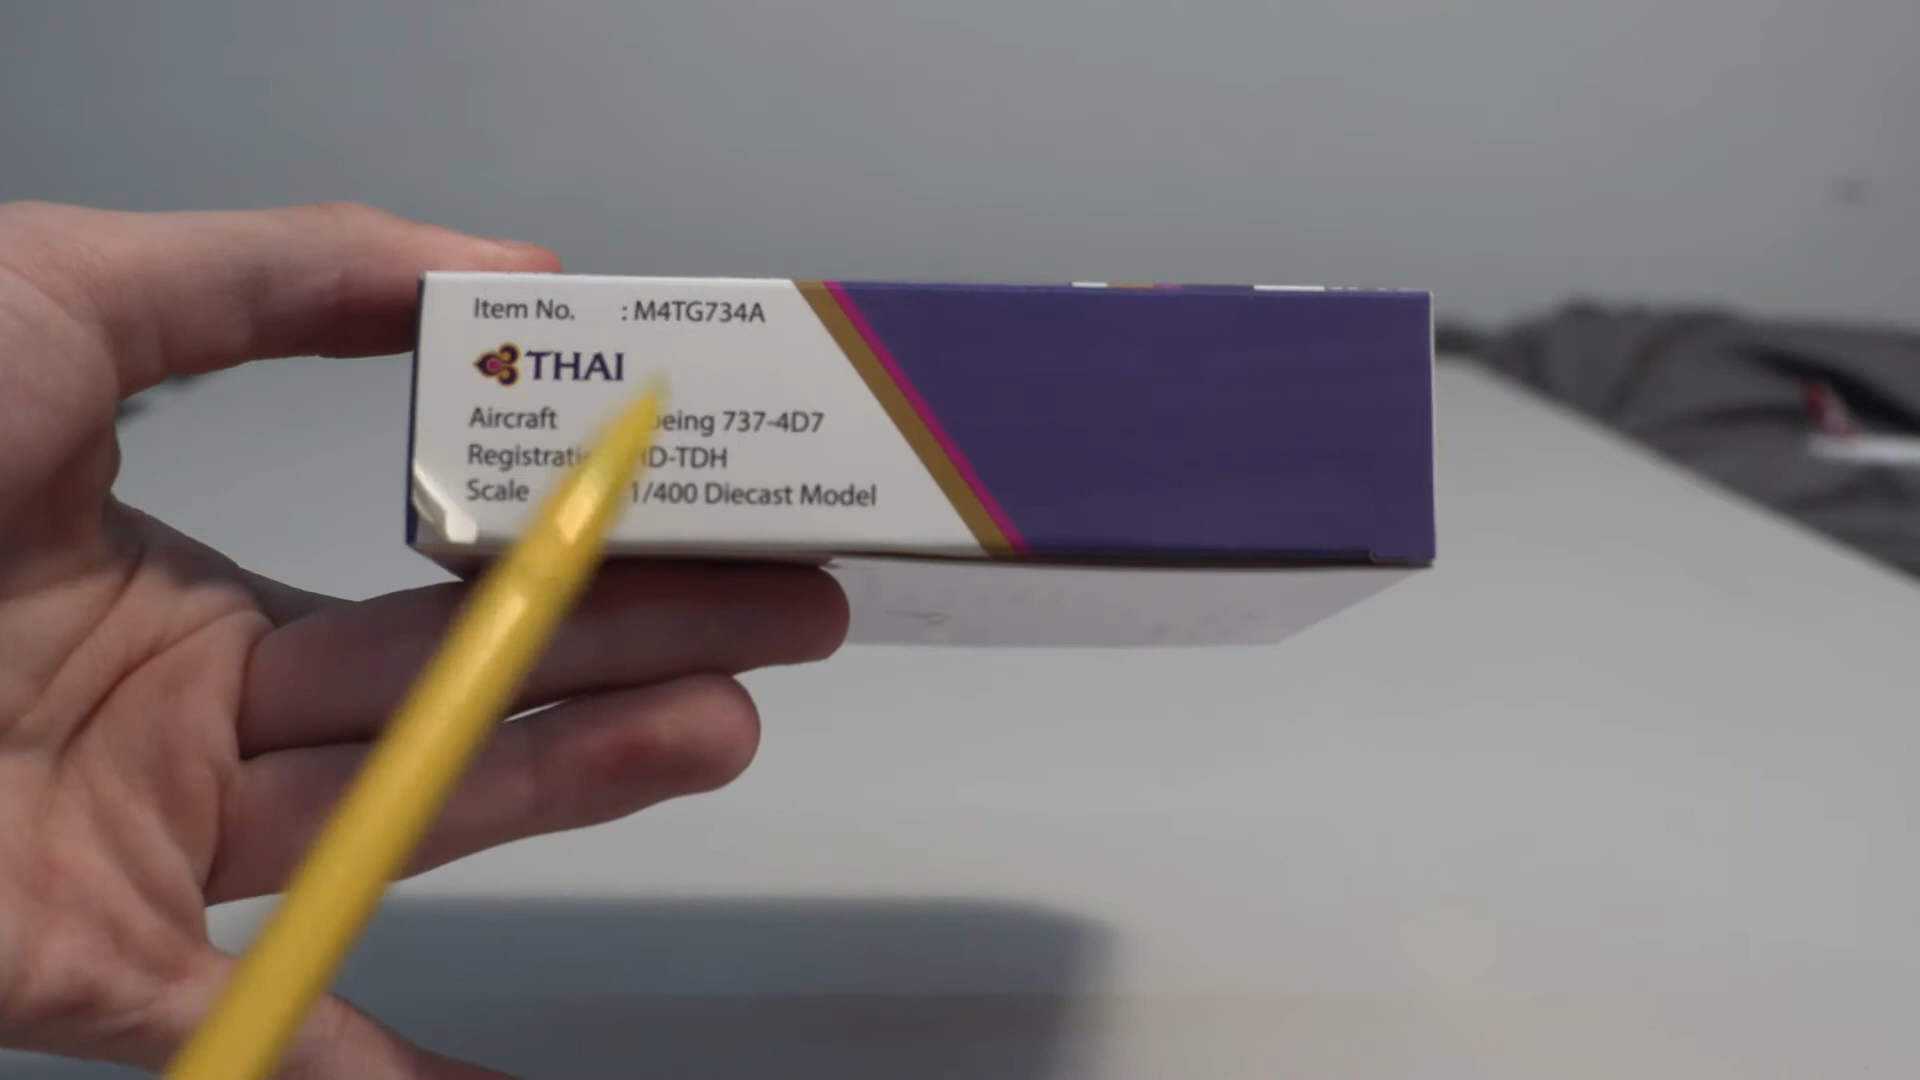 Item No. : M4TG734A
THAI
Aircraft 737-4D7
Scale 1/400 Diecast Model